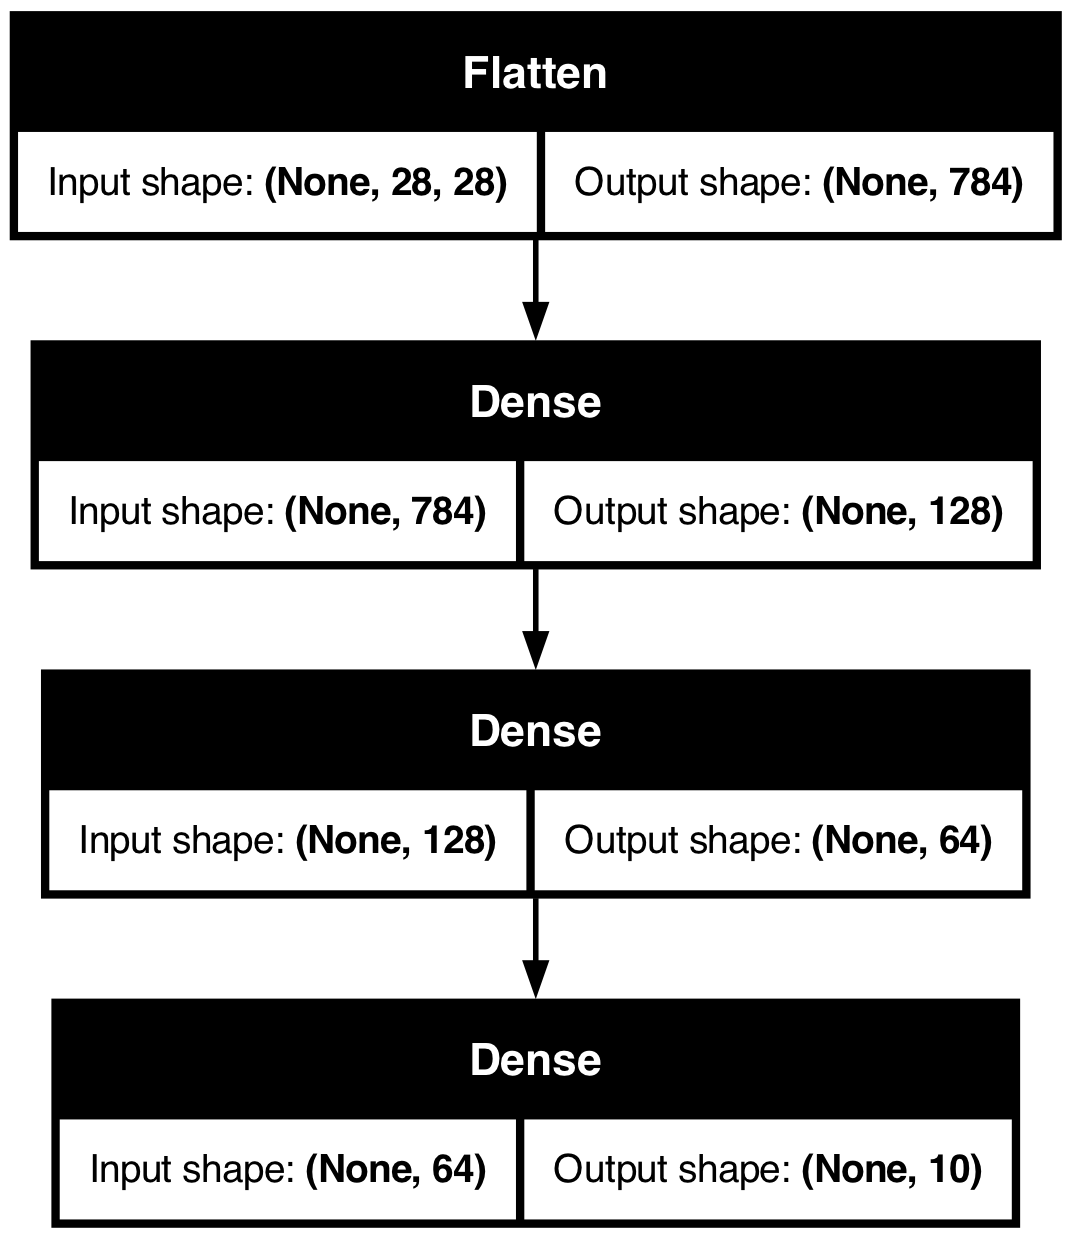 Flatten
Input shape: (None, 28, 28) Output shape: (None, 784)
Dense
Input shape: (None, 784) Output shape: (None, 128)
Dense
Input shape: (None, 128) Output shape: (None, 64)
Dense
Input shape: (None, 64) Output shape: (None, 10)